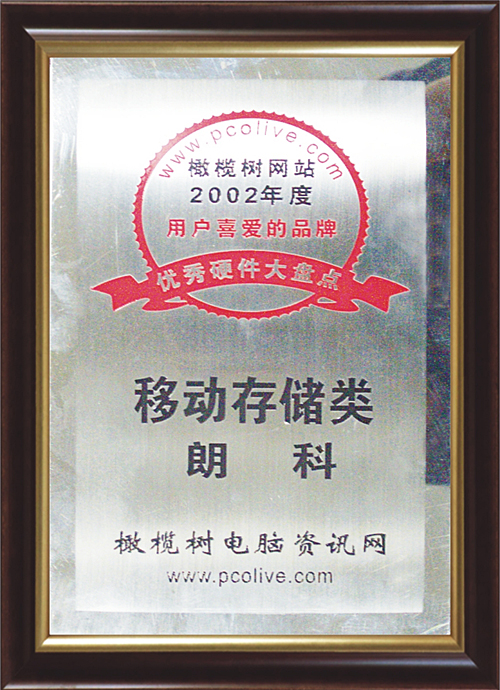 www.pcolive.com
橄榄树网站
2002年度
用户喜爱的品牌
优秀硬件大盘点
移动存储类
朗 科
橄榄树电脑资讯网
www.pcolive.com